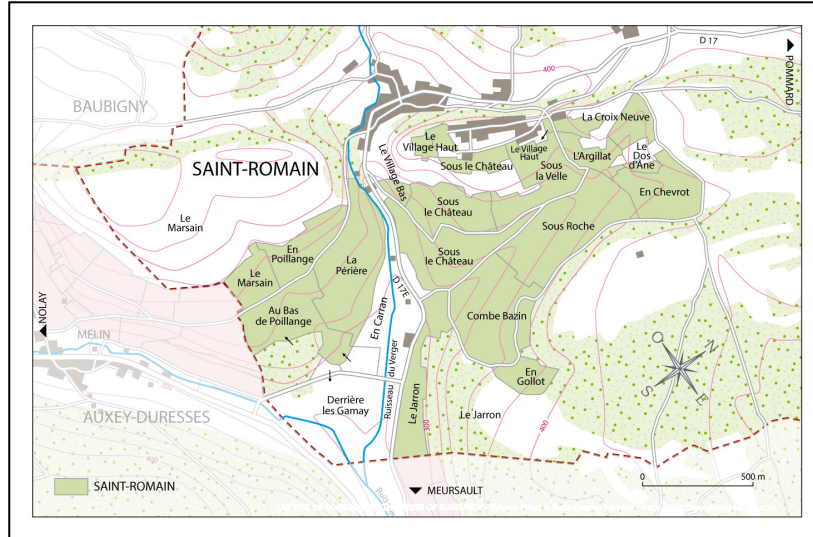 D 17
400
POMMARD
BAUBIGNY
La Croix Neuve
Le
Village Haut
Le Village
Haut
L'Argillat
Le
Dos
d'Âne
SAINT-ROMAIN
Sous le Château
Sous
la Velle
Le Village Bas
En Chevrot
Sous
le Château
Le
Marsain
Sous Roche
En
Poillange
La
Périère
Sous
le Château
Le
Marsain
D 17E
NOLAY
Au Bas
de Poillange
En Carran
Combe Bazin
MELIN
Ruisseau du Verger
En
Gollot
O
N
S
E
400
AUXEY-DURESSES
Derrière
les Gamay
Le Jarron
300
Le Jarron
400
400
SAINT-ROMAIN
MEURSAULT
0
500 m